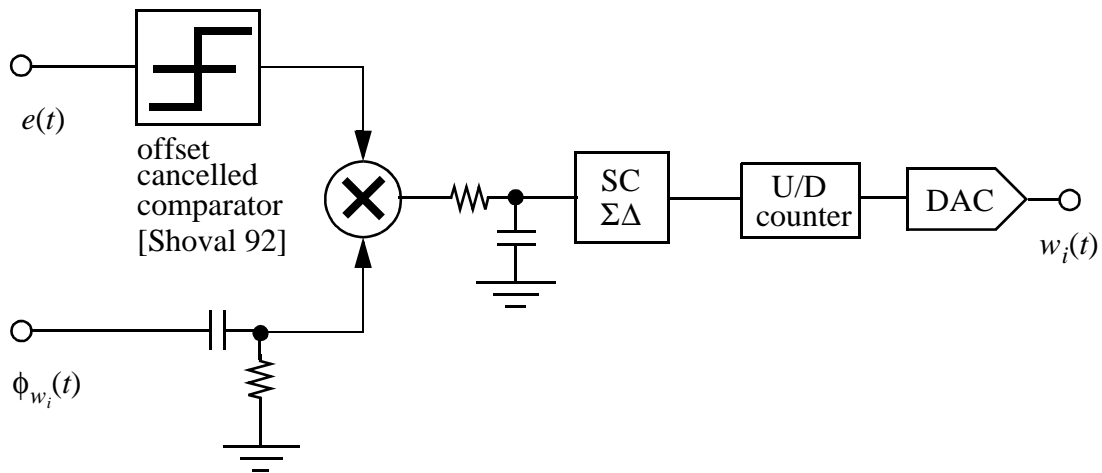 e(t)
offset
cancelled
comparator
[Shoval 92]
SC
ΣΔ
U/D
counter
DAC
w_i(t)
ϕ_{w_i}(t)